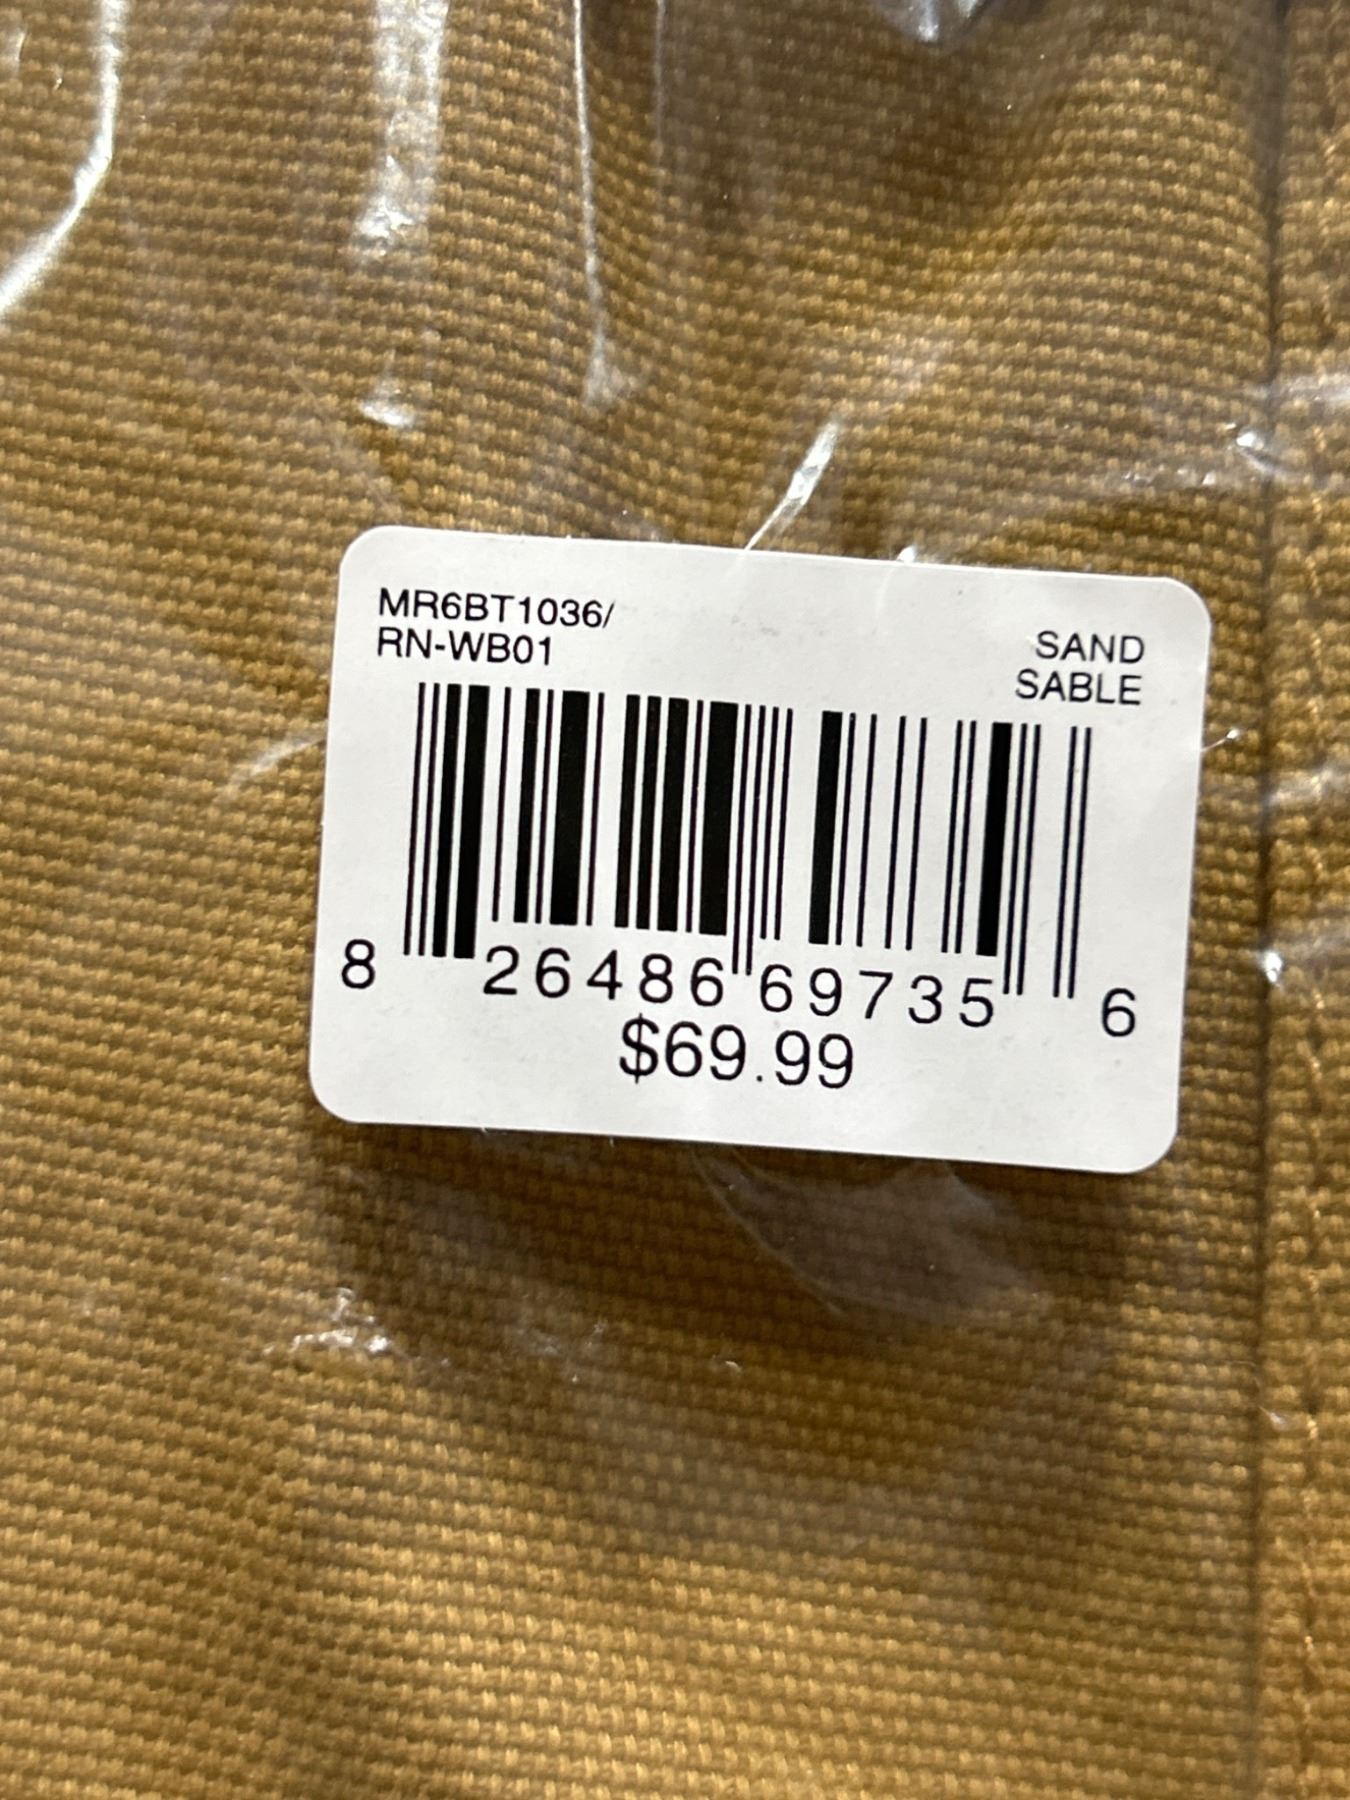 MR6BT1036/
RN-WB01
SAND
SABLE
8 26486 69735 6
$69.99